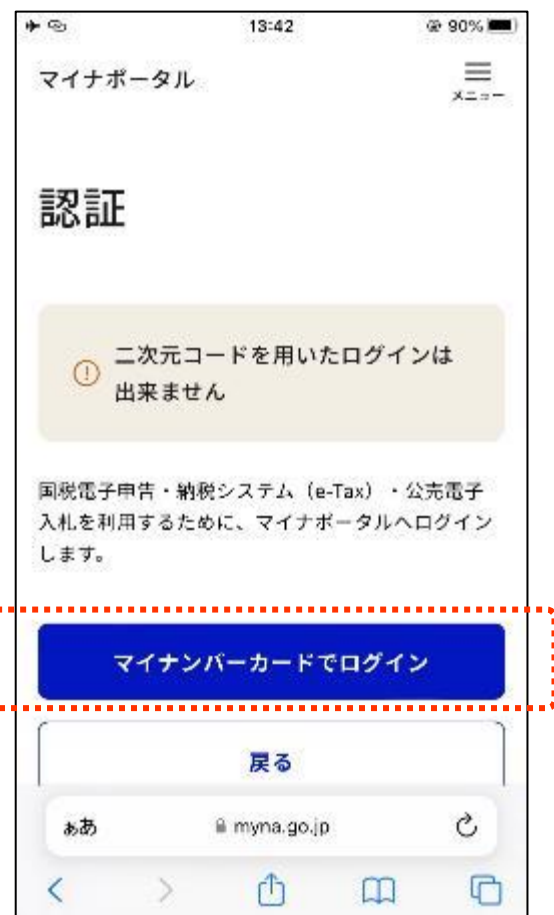 13:42
90%
マイナポータル
メニュー
認証
二次元コードを用いたログインは
出来ません
国税電子申告・納税システム（e-Tax）・公売電子
入札を利用するために、マイナポータルへログイン
します。
マイナンバーカードでログイン
戻る
ぁあ
myna.go.jp